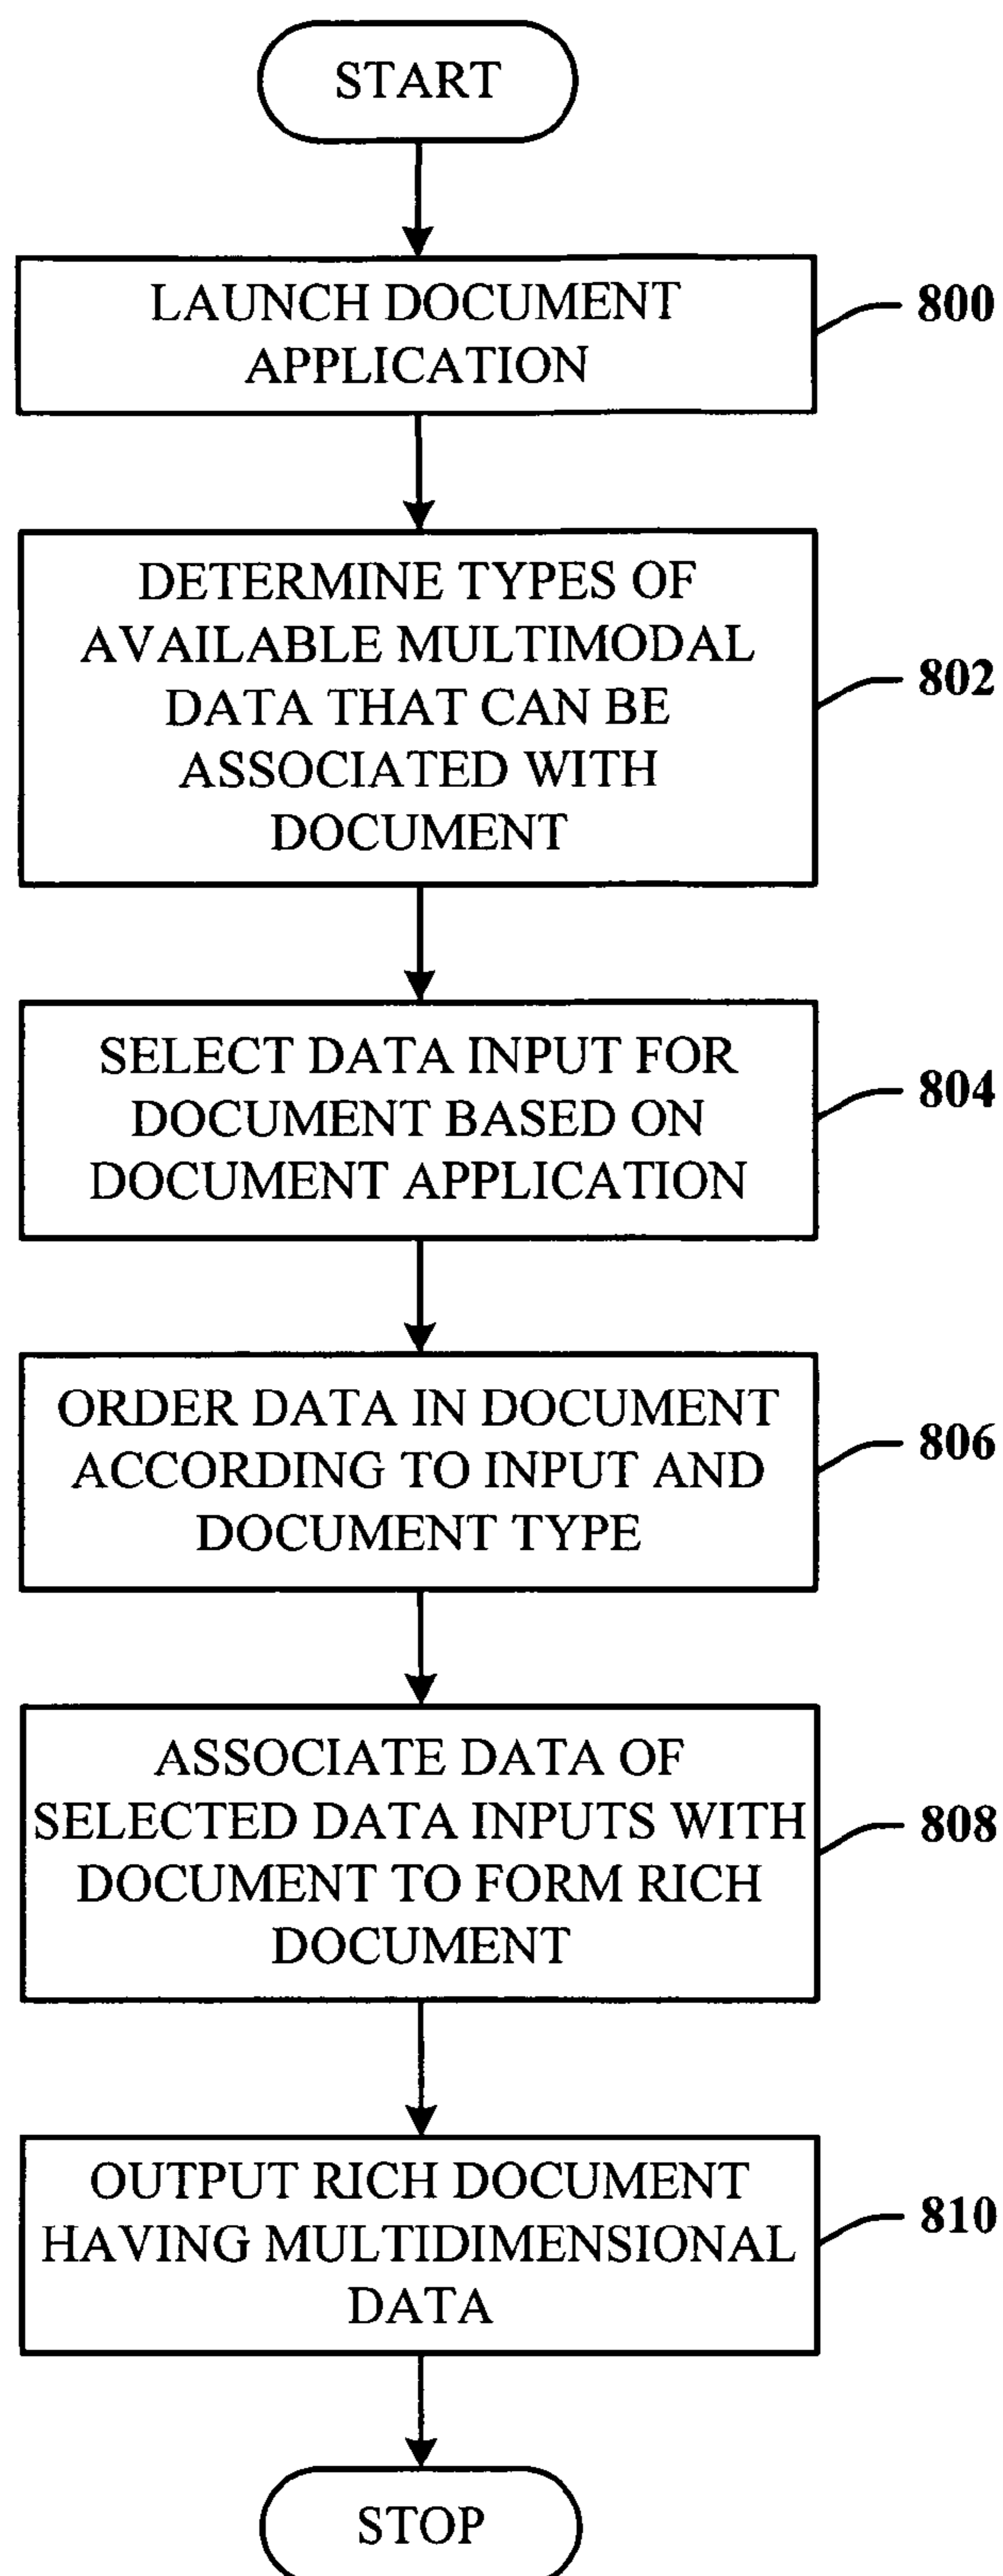 START
LAUNCH DOCUMENT
APPLICATION
800
DETERMINE TYPES OF
AVAILABLE MULTIMODAL
DATA THAT CAN BE
ASSOCIATED WITH
DOCUMENT
802
SELECT DATA INPUT FOR
DOCUMENT BASED ON
DOCUMENT APPLICATION
804
ORDER DATA IN DOCUMENT
ACCORDING TO INPUT AND
DOCUMENT TYPE
806
ASSOCIATE DATA OF
SELECTED DATA INPUTS WITH
DOCUMENT TO FORM RICH
DOCUMENT
808
OUTPUT RICH DOCUMENT
HAVING MULTIDIMENSIONAL
DATA
810
STOP